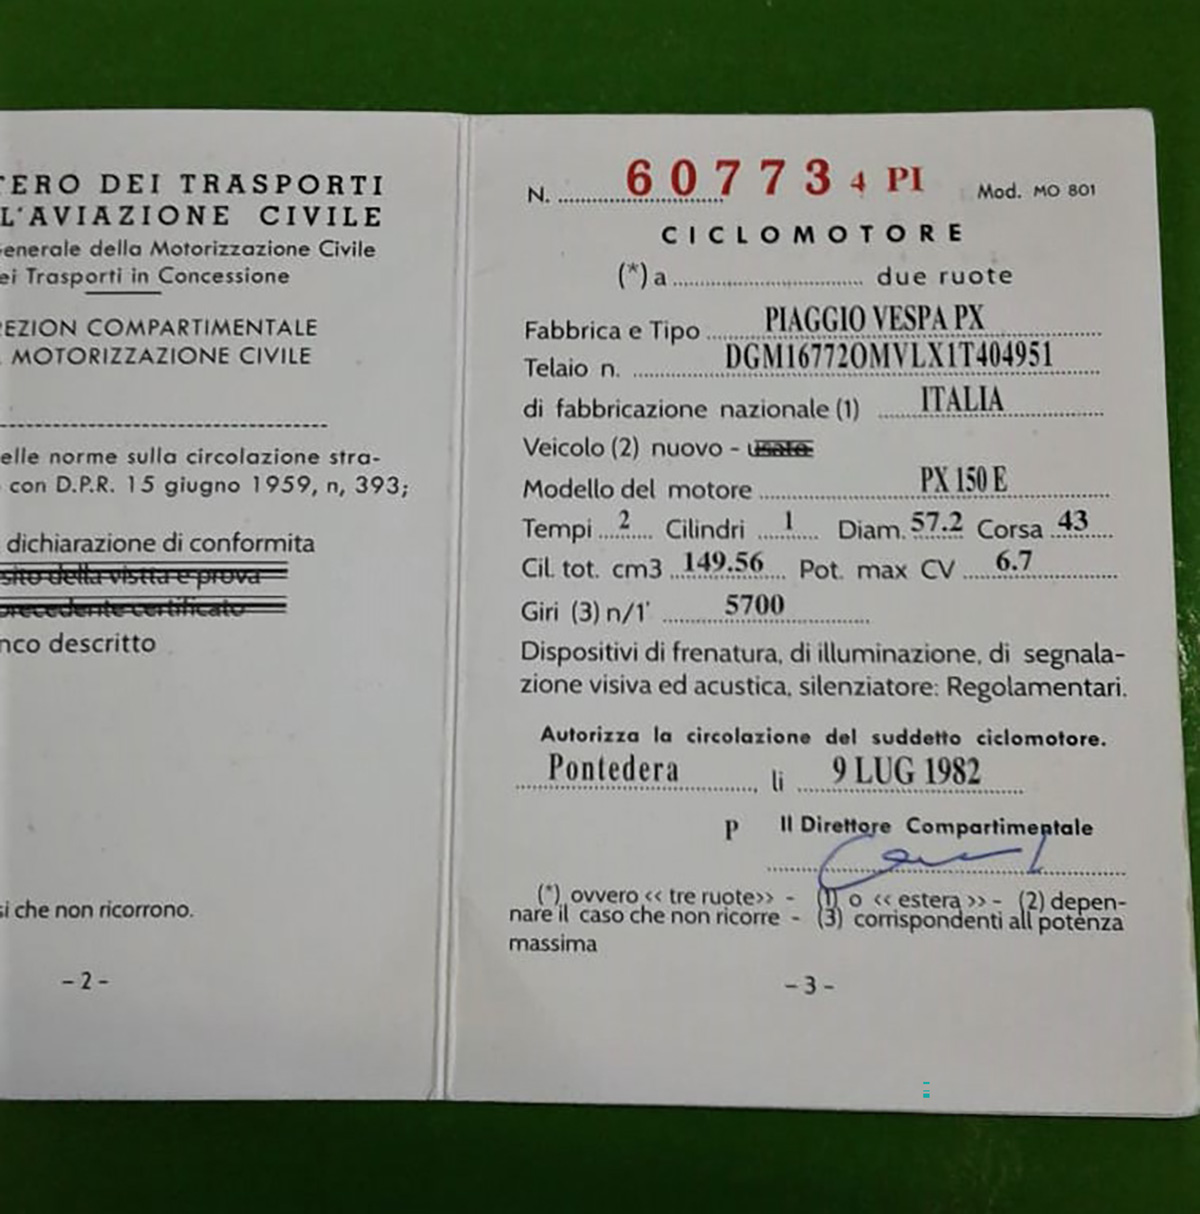 TERO DEI TRASPORTI
L'AVIAZIONE CIVILE
enerale della Motorizzazione Civile
ei Trasporti in Concessione
EZION COMPARTIMENTALE
MOTORIZZAZIONE CIVILE
elle norme sulla circolazione stra-
con D.P.R. 15 giugno 1959, n, 393;
dichiarazione di conformita
sito della vistta e prova
precedente certificato
nco descritto
si che non ricorrono.
- 2 -
N. 607734 PI Mod. MO 801
CICLOMOTORE
(*) a due ruote
Fabbrica e Tipo PIAGGIO VESPA PX
Telaio n. DGM16772OMVLX1T404951
di fabbricazione nazionale (1) ITALIA
Veicolo (2) nuovo - usato
Modello del motore PX 150 E
Tempi 2 Cilindri 1 Diam. 57.2 Corsa 43
Cil. tot. cm3 149.56 Pot. max CV 6.7
Giri (3) n/1' 5700
Dispositivi di frenatura, di illuminazione, di segnala-
zione visiva ed acustica, silenziatore: Regolamentari.
Autorizza la circolazione del suddetto ciclomotore.
Pontedera, li 9 LUG 1982
P Il Direttore Compartimentale
(*) ovvero << tre ruote>> - (1) o << estera >> - (2) depen-
nare il caso che non ricorre - (3) corrispondenti all potenza
massima
- 3 -